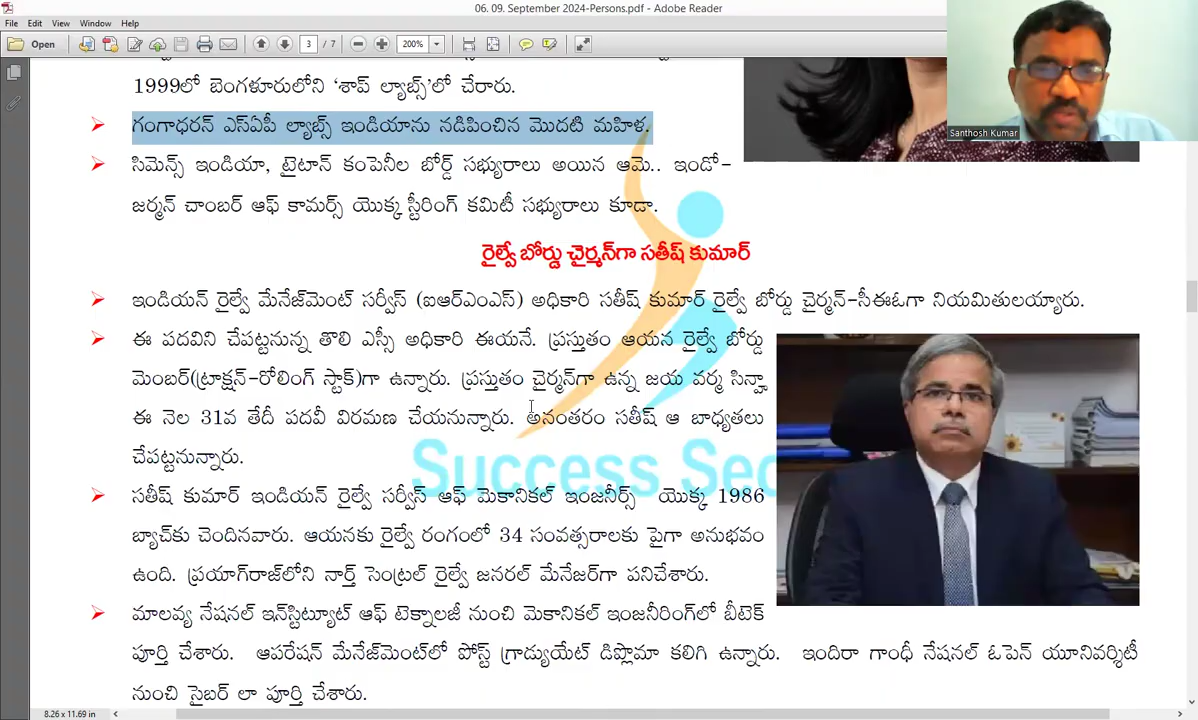 06. 09. September 2024-Persons.pdf - Adobe Reader
File Edit View Window Help
Open 3 / 7 200%
1999లో బెంగళూరులోని ‘శాప్ ల్యాబ్స్’లో చేరారు.
గంగాధరన్ ఎస్ఏపీ ల్యాబ్స్ ఇండియాను నడిపించిన మొదటి మహిళ.
Santhosh Kumar
సిమెన్స్ ఇండియా, టైటాన్ కంపెనీల బోర్డ్ సభ్యురాలు అయిన ఆమె.. ఇండో-
జర్మన్ చాంబర్ ఆఫ్ కామర్స్ యొక్క స్టీరింగ్ కమిటీ సభ్యురాలు కూడా.
రైల్వే బోర్డు చైర్మన్‌గా సతీష్ కుమార్
ఇండియన్ రైల్వే మేనేజ్‌మెంట్ సర్వీస్ (ఐఆర్ఎంఎస్) అధికారి సతీష్ కుమార్ రైల్వే బోర్డు చైర్మన్-సీఈఓగా నియమితులయ్యారు.
ఈ పదవిని చేపట్టనున్న తొలి ఎస్సీ అధికారి ఈయనే. ప్రస్తుతం ఆయన రైల్వే బోర్డు
మెంబర్(ట్రాక్షన్-రోలింగ్ స్టాక్)గా ఉన్నారు. ప్రస్తుతం చైర్మన్‌గా ఉన్న జయ వర్మ సిన్హా
ఈ నెల 31వ తేదీ పదవీ విరమణ చేయనున్నారు. అనంతరం సతీష్ ఆ బాధ్యతలు
చేపట్టనున్నారు.
Success Sec
సతీష్ కుమార్ ఇండియన్ రైల్వే సర్వీస్ ఆఫ్ మెకానికల్ ఇంజనీర్స్ యొక్క 1986
బ్యాచ్‌కు చెందినవారు. ఆయనకు రైల్వే రంగంలో 34 సంవత్సరాలకు పైగా అనుభవం
ఉంది. ప్రయాగ్‌రాజ్‌లోని నార్త్ సెంట్రల్ రైల్వే జనరల్ మేనేజర్‌గా పనిచేశారు.
మాలవ్య నేషనల్ ఇన్‌స్టిట్యూట్ ఆఫ్ టెక్నాలజీ నుంచి మెకానికల్ ఇంజనీరింగ్‌లో బీటెక్
పూర్తి చేశారు. ఆపరేషన్ మేనేజ్‌మెంట్‌లో పోస్ట్ గ్రాడ్యుయేట్ డిప్లొమా కలిగి ఉన్నారు. ఇందిరా గాంధీ నేషనల్ ఓపెన్ యూనివర్శిటీ
నుంచి సైబర్ లా పూర్తి చేశారు.
8.26 x 11.69 in